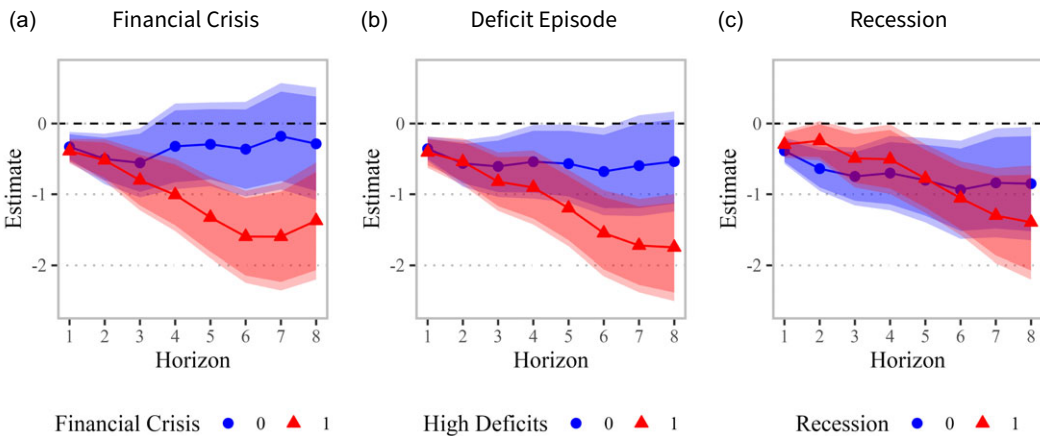 (a) Financial Crisis
Estimate
0
-1
-2
1 2 3 4 5 6 7 8
Horizon
Financial Crisis 0 1
(b) Deficit Episode
Estimate
0
-1
-2
1 2 3 4 5 6 7 8
Horizon
High Deficits 0 1
(c) Recession
Estimate
0
-1
-2
1 2 3 4 5 6 7 8
Horizon
Recession 0 1